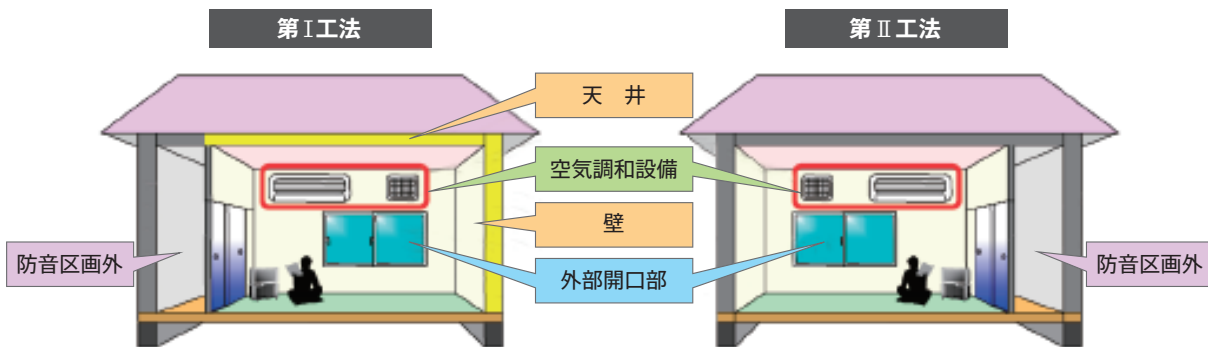 第Ⅰ工法
第Ⅱ工法
天　井
空気調和設備
壁
防音区画外
外部開口部
防音区画外